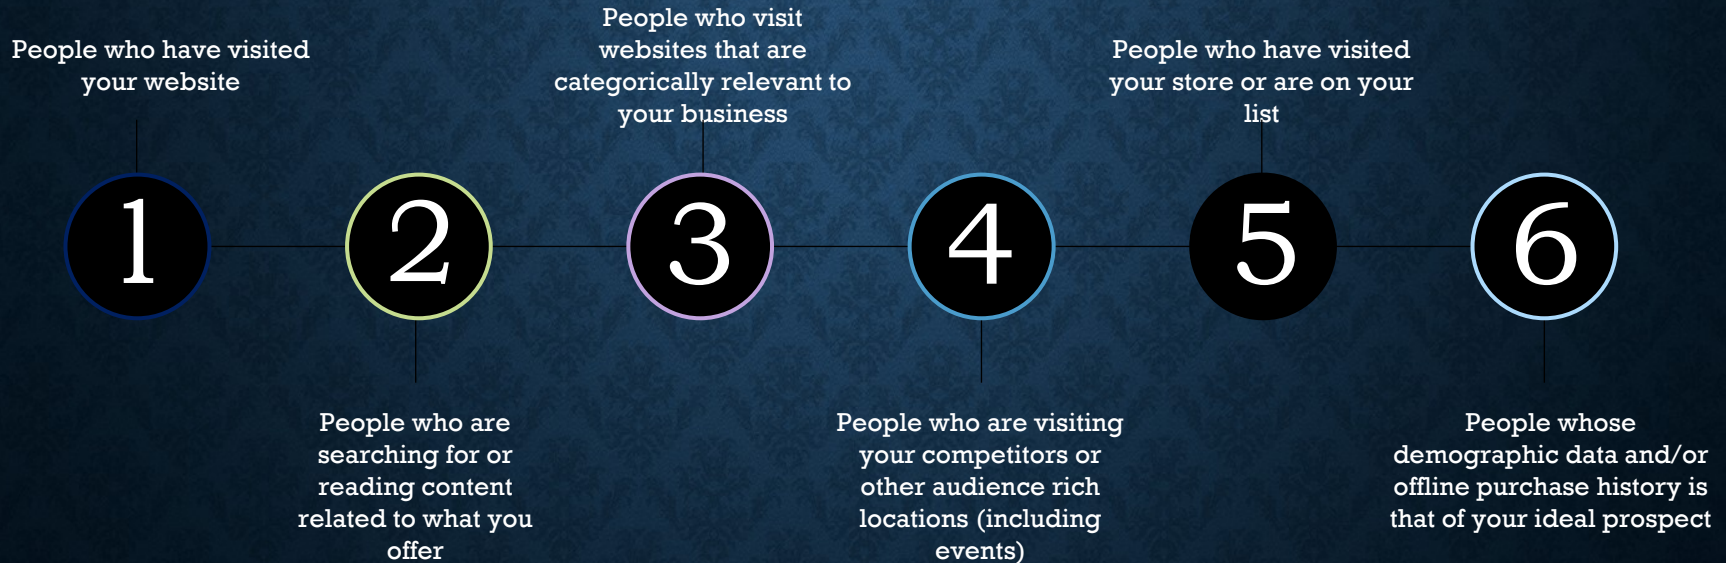 People who have visited
your website
People who visit
websites that are
categorically relevant to
your business
People who have visited
your store or are on your
list
1
2
3
4
5
6
People who are
searching for or
reading content
related to what you
offer
People who are visiting
your competitors or
other audience rich
locations (including
events)
People whose
demographic data and/or
offline purchase history is
that of your ideal prospect